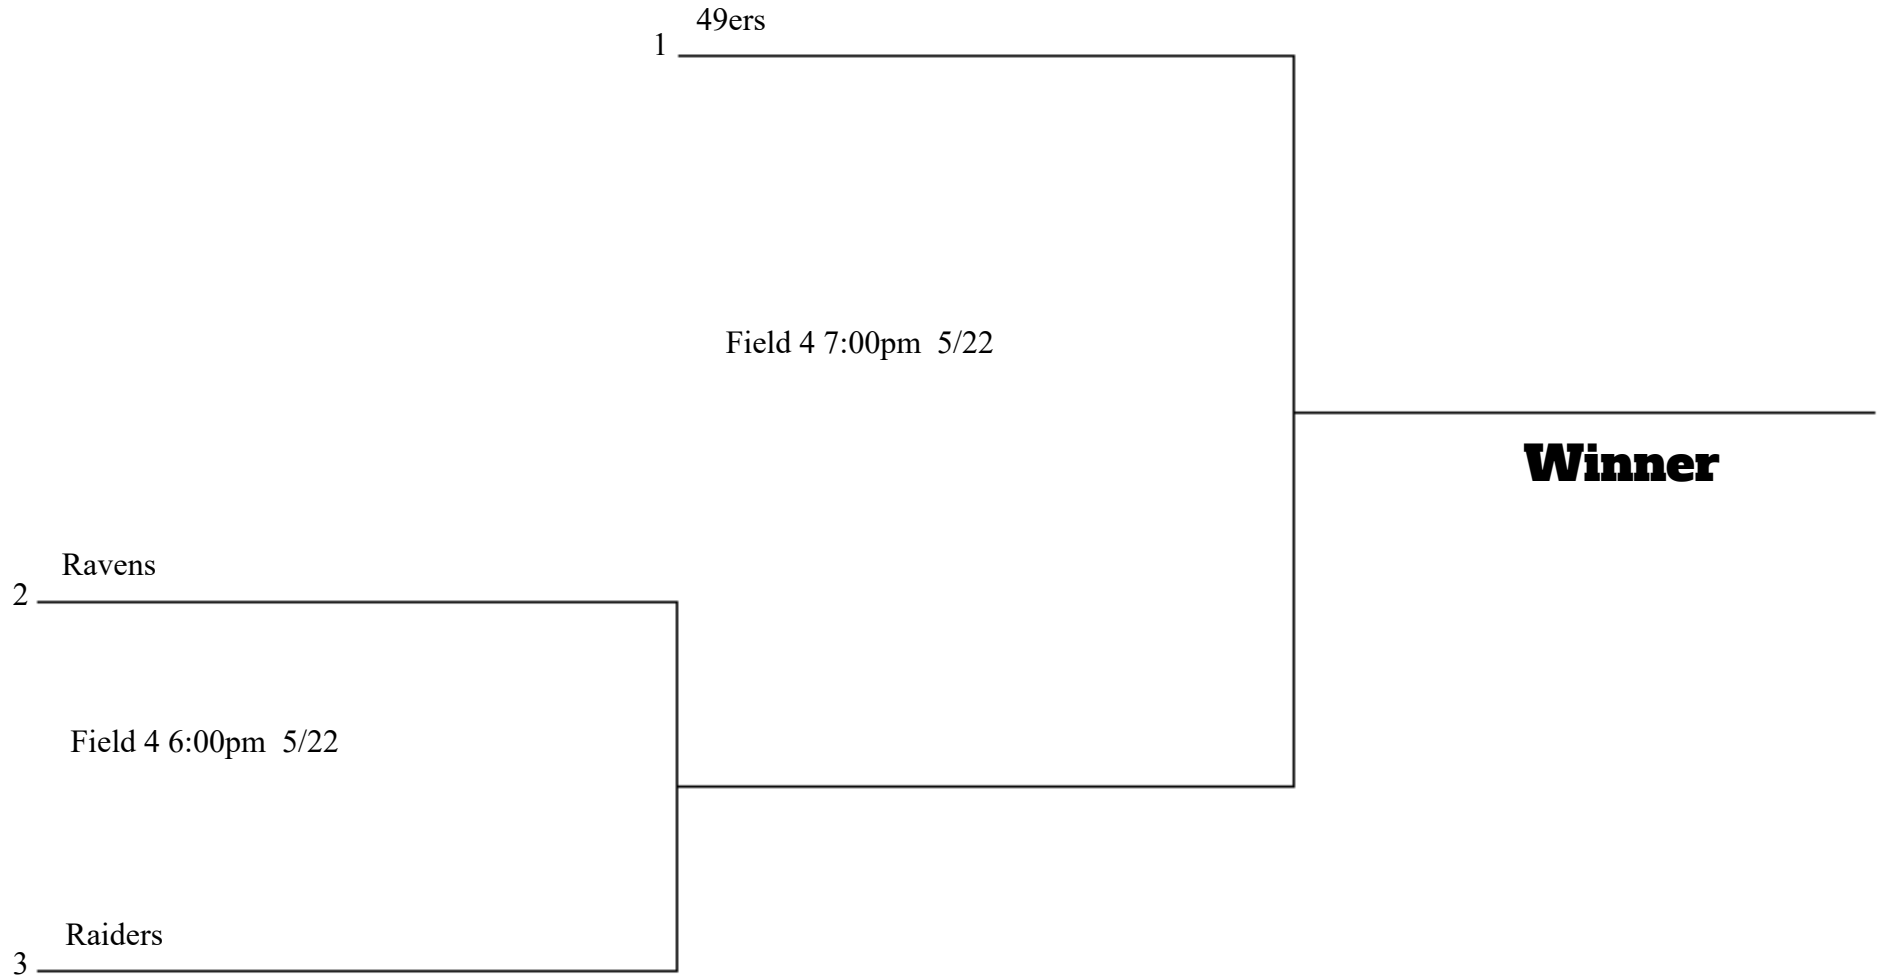 49ers
1
Field 4 7:00pm  5/22
Winner
Ravens
2
Field 4 6:00pm  5/22
Raiders
3